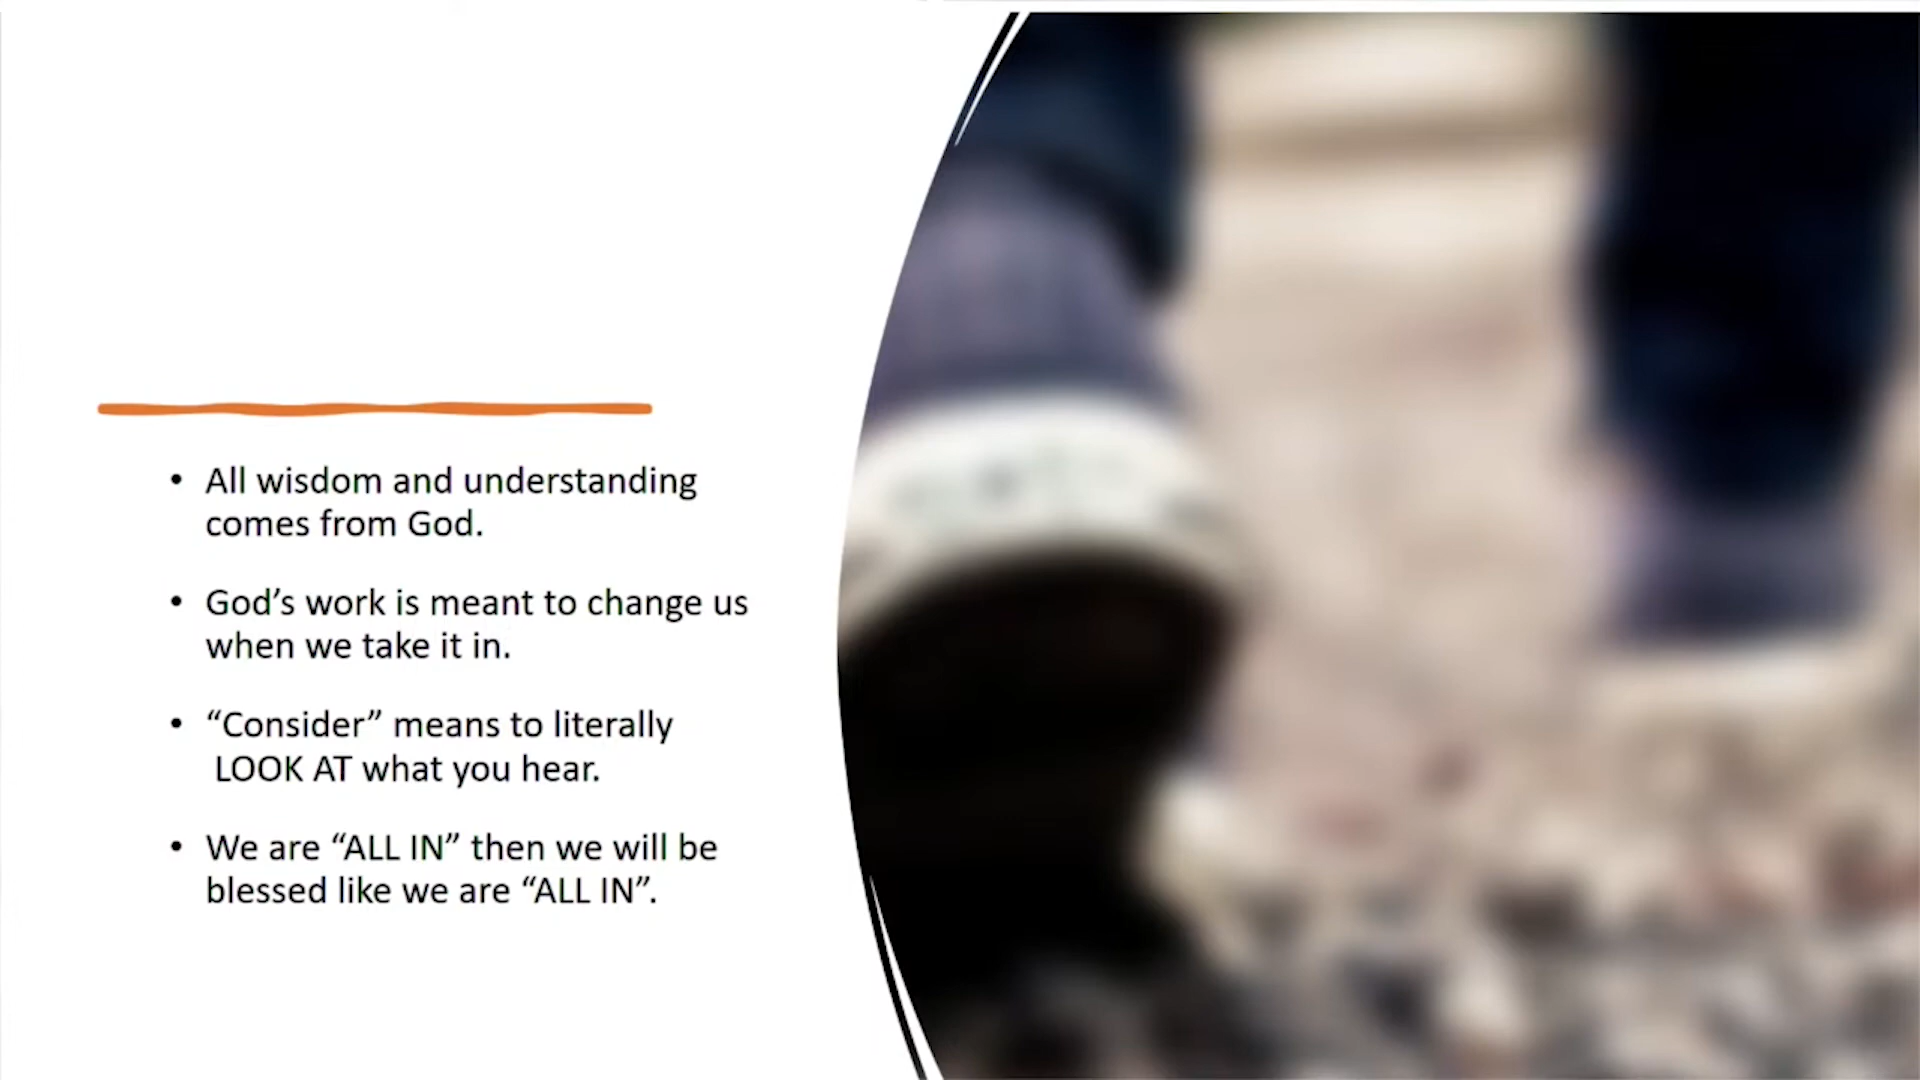 • All wisdom and understanding
comes from God.
• God’s work is meant to change us
when we take it in.
• “Consider” means to literally
LOOK AT what you hear.
• We are “ALL IN” then we will be
blessed like we are “ALL IN”.